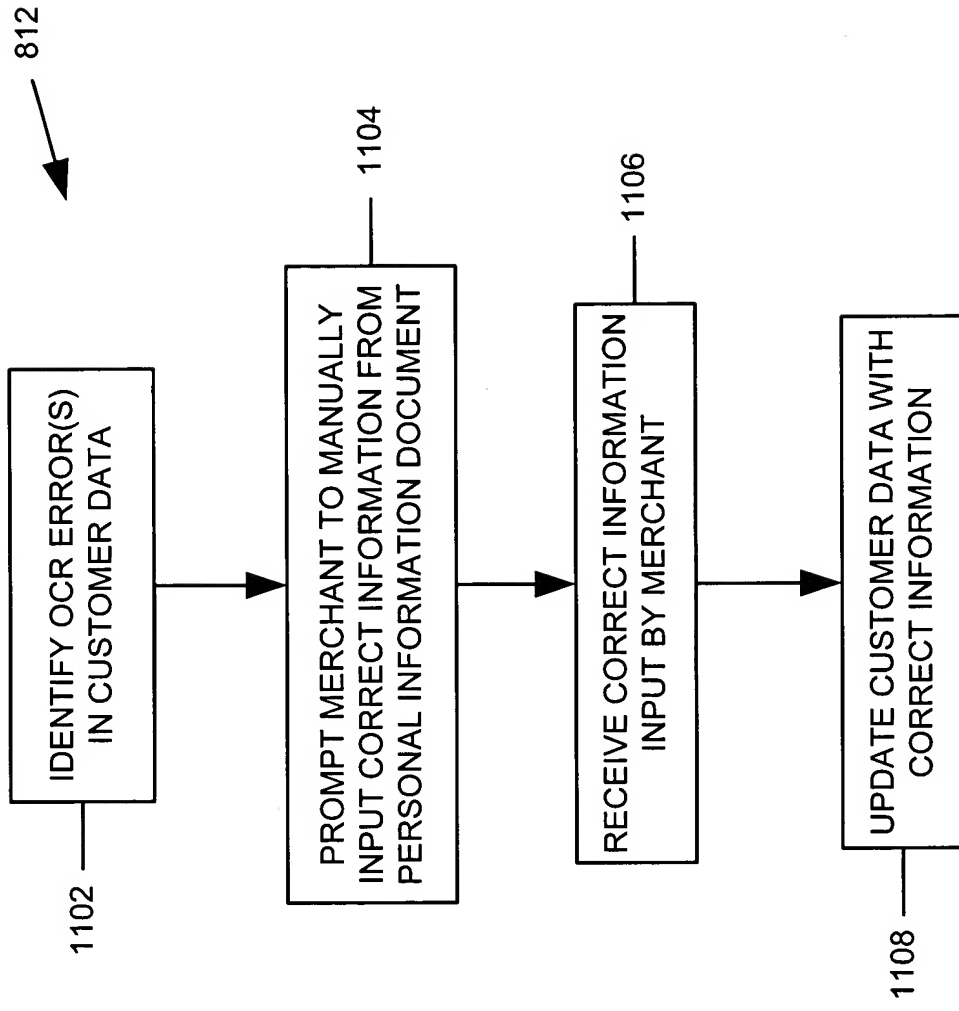 812
1102
IDENTIFY OCR ERROR(S)
IN CUSTOMER DATA
PROMPT MERCHANT TO MANUALLY
INPUT CORRECT INFORMATION FROM
PERSONAL INFORMATION DOCUMENT
1104
RECEIVE CORRECT INFORMATION
INPUT BY MERCHANT
1106
1108
UPDATE CUSTOMER DATA WITH
CORRECT INFORMATION